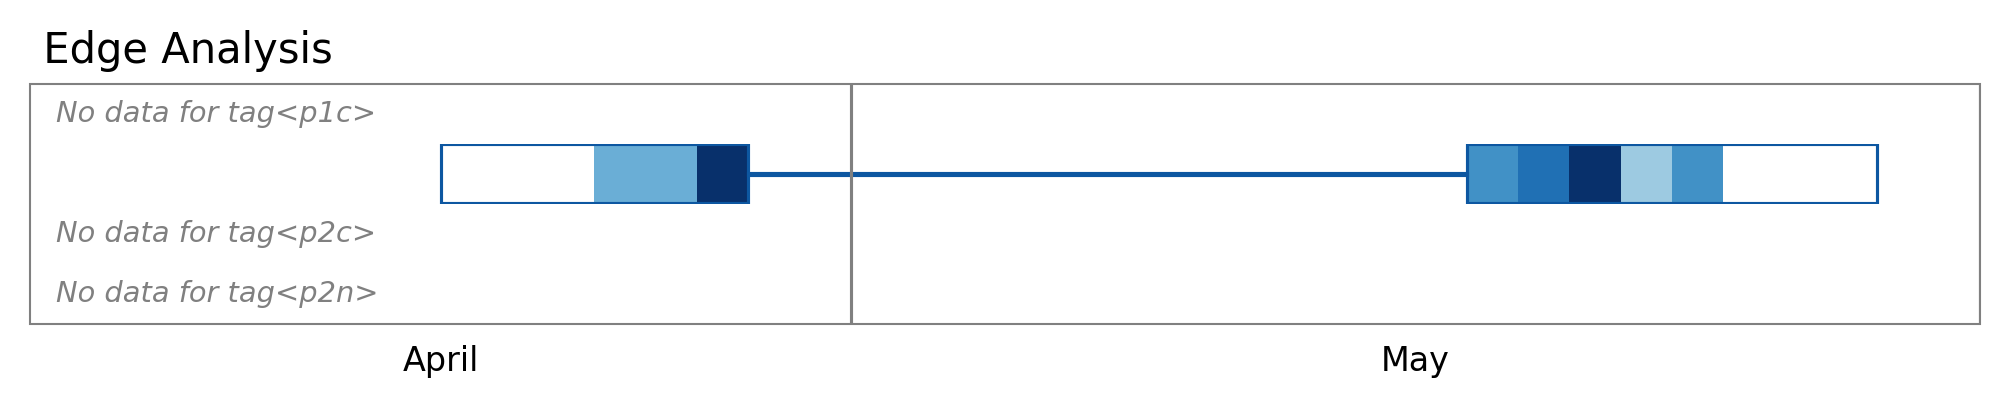 Edge Analysis
No data for tag<p1c>
No data for tag<p2c>
No data for tag<p2n>
April
May